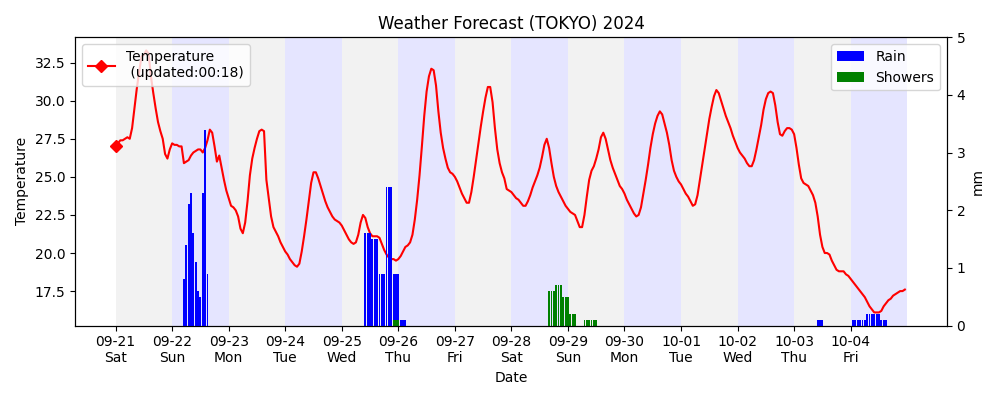 Weather Forecast (TOKYO) 2024
Temperature
(updated:00:18)
Rain
Showers
Temperature
32.5
30.0
27.5
25.0
22.5
20.0
17.5
5
4
3
2
1
0
mm
09-21 09-22 09-23 09-24 09-25 09-26 09-27 09-28 09-29 09-30 10-01 10-02 10-03 10-04
Sat Sun Mon Tue Wed Thu Fri Sat Sun Mon Tue Wed Thu Fri
Date